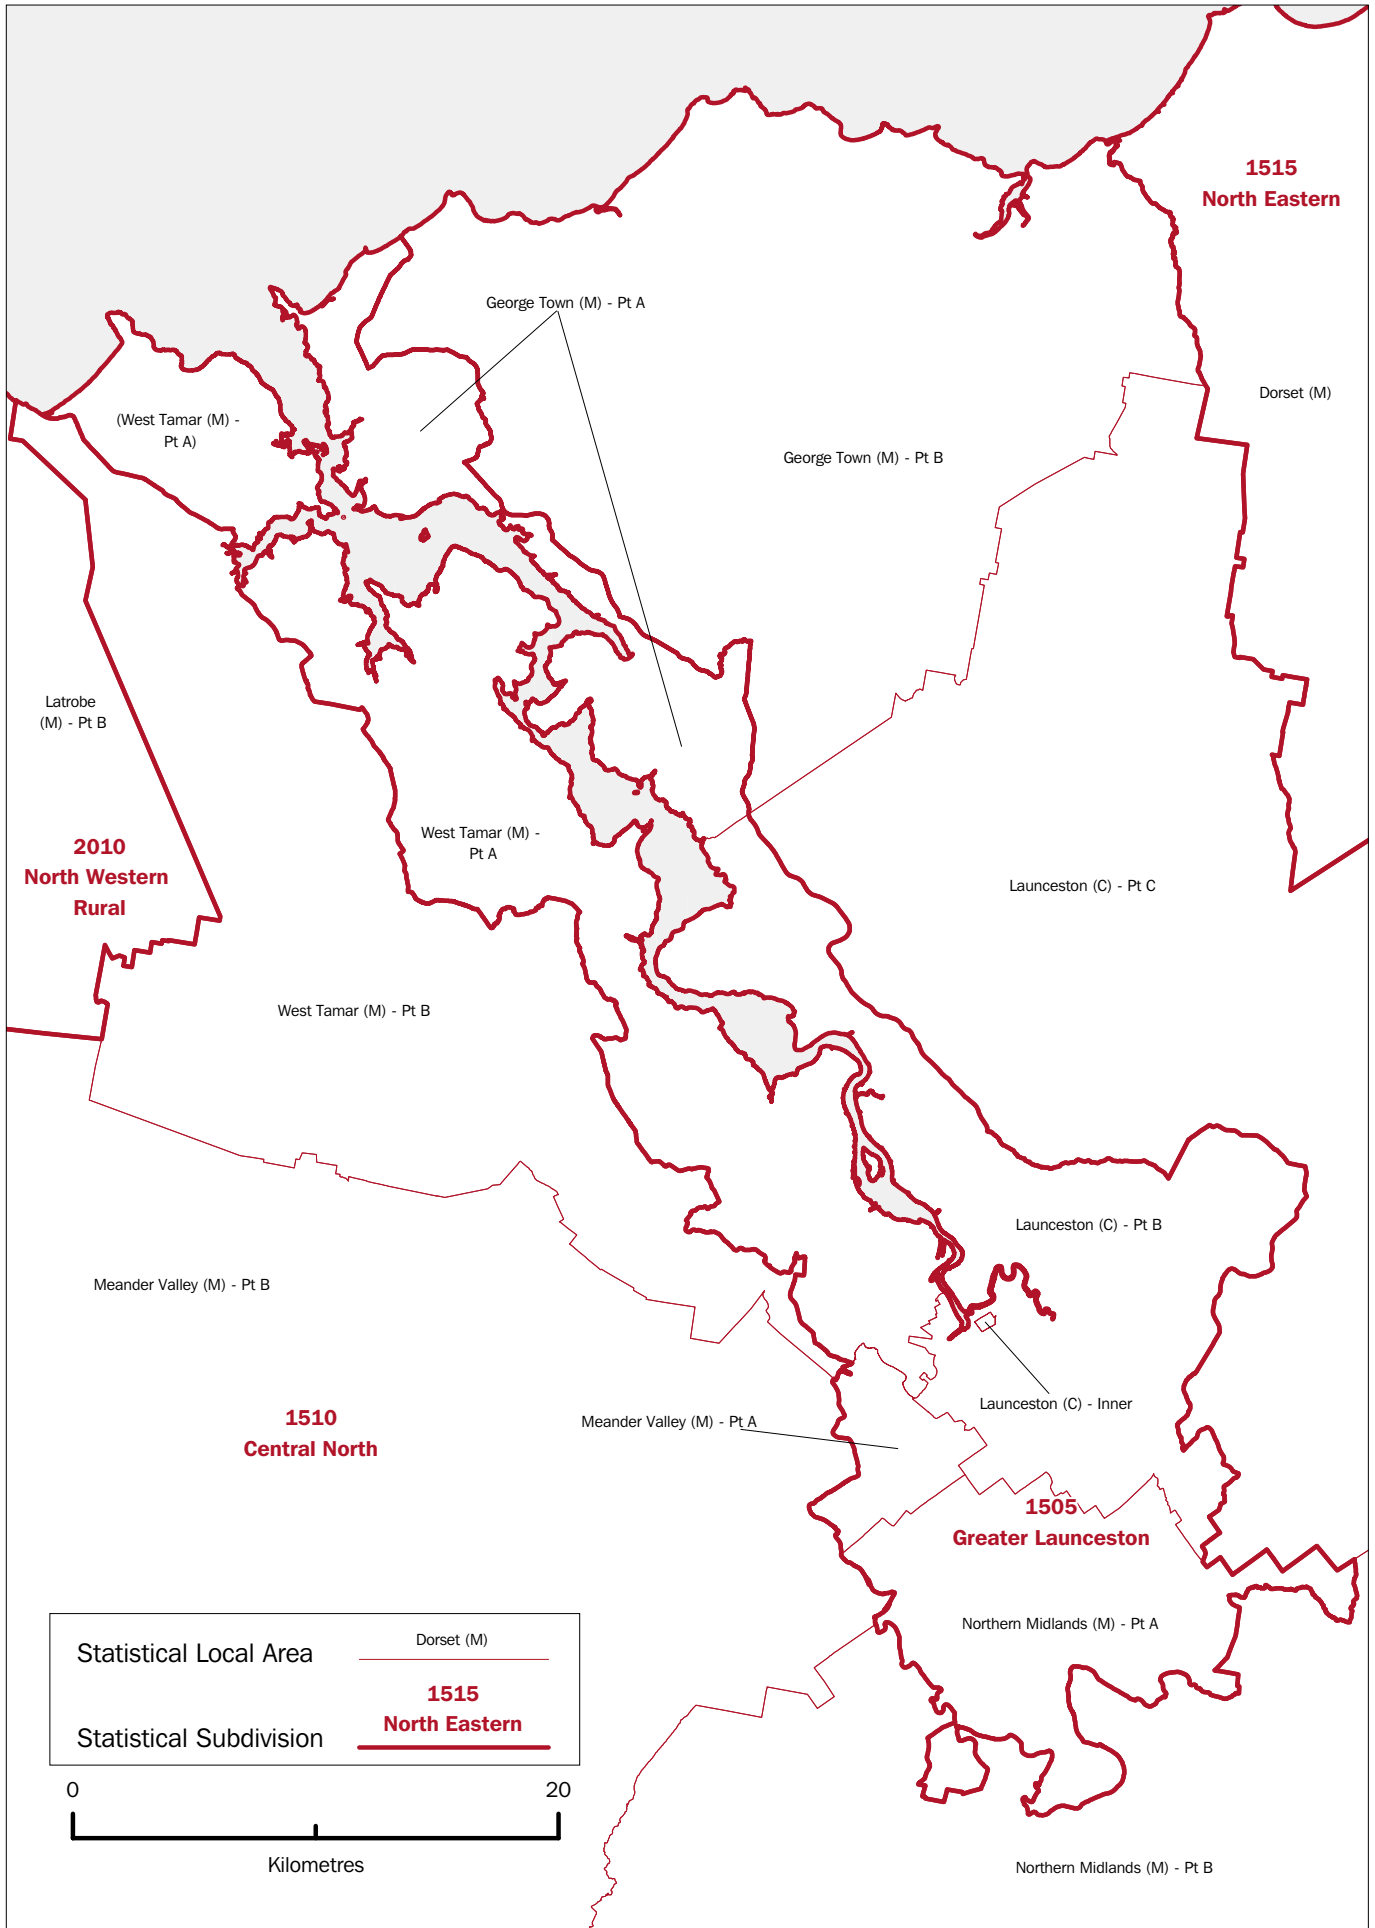 1515
North Eastern
George Town (M) - Pt A
Dorset (M)
(West Tamar (M) -
Pt A)
George Town (M) - Pt B
Latrobe
(M) - Pt B
West Tamar (M) -
Pt A
2010
North Western
Rural
Launceston (C) - Pt C
West Tamar (M) - Pt B
Launceston (C) - Pt B
Meander Valley (M) - Pt B
Launceston (C) - Inner
1510
Central North
Meander Valley (M) - Pt A
1505
Greater Launceston
Northern Midlands (M) - Pt A
Statistical Local Area
Dorset (M)
1515
North Eastern
Statistical Subdivision
0
20
Kilometres
Northern Midlands (M) - Pt B